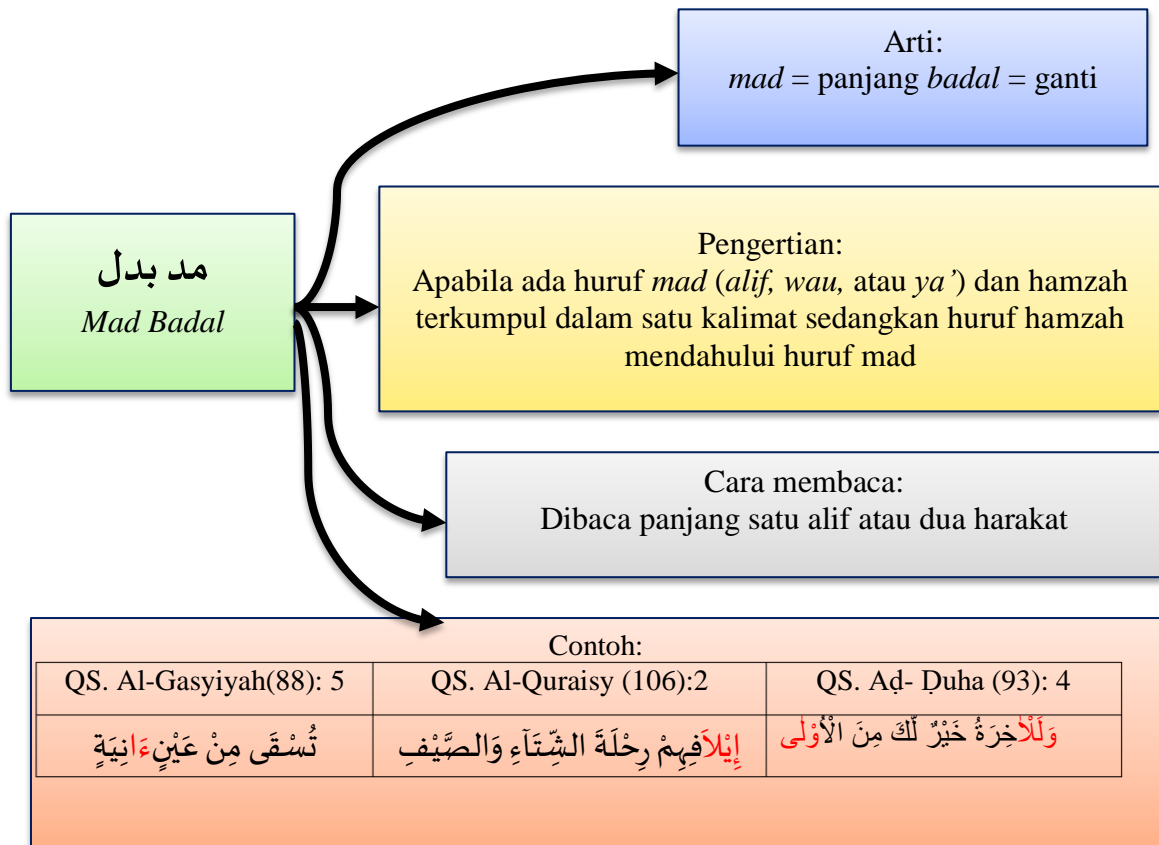 Arti:
mad = panjang badal = ganti
مد بدل
Mad Badal
Pengertian:
Apabila ada huruf mad (alif, wau, atau ya’) dan hamzah
terkumpul dalam satu kalimat sedangkan huruf hamzah
mendahului huruf mad
Cara membaca:
Dibaca panjang satu alif atau dua harakat
Contoh:
QS. Al-Gasyiyah(88): 5
QS. Al-Quraisy (106):2
QS. Aḍ- Ḍuha (93): 4
تُسْقَى مِنْ عَيْنٍ ءَانِيَةٍ
إِيْلاَفِهِمْ رِحْلَةَ الشِّتَآءِ وَالصَّيْفِ
وَلَلْاٰخِرَةُ خَيْرٌ لَّكَ مِنَ الْاُوْلٰى